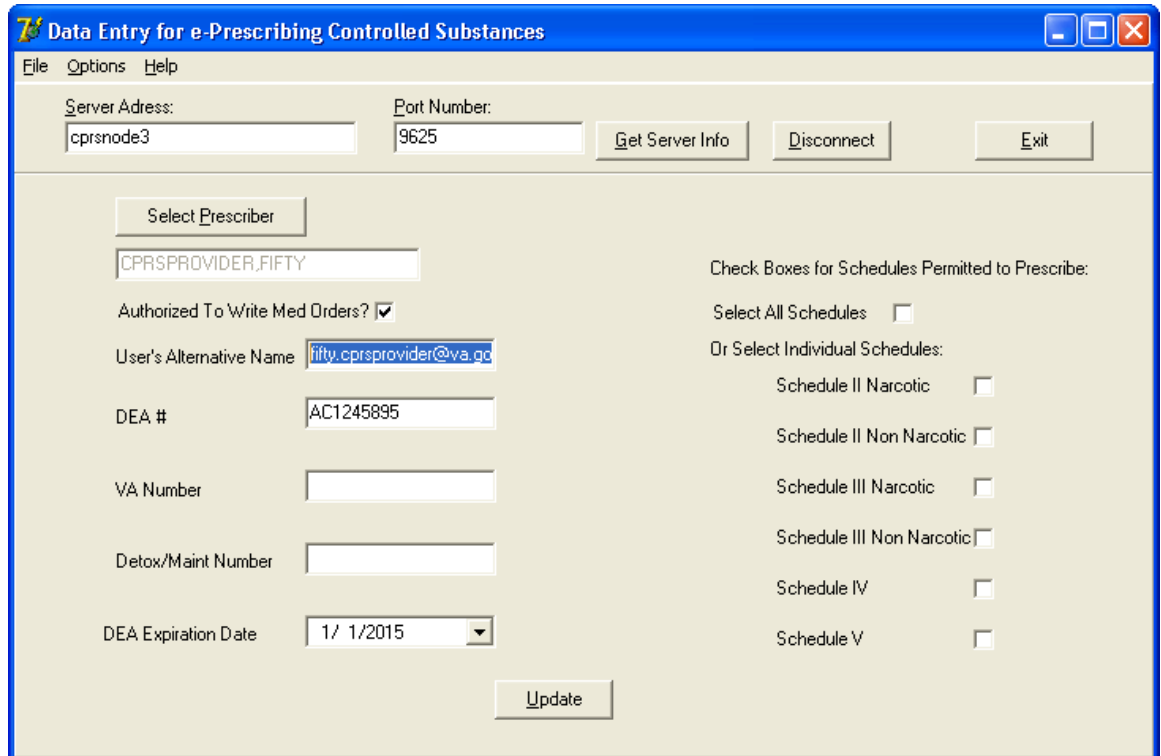 Data Entry for e-Prescribing Controlled Substances
File Options Help
Server Adress: Port Number:
cprsnode3 9625 Get Server Info Disconnect Exit
Select Prescriber
CPRSPROVIDER,FIFTY
Check Boxes for Schedules Permitted to Prescribe:
Authorized To Write Med Orders? Select All Schedules
User's Alternative Name fifty.cprsprovider@va.go Or Select Individual Schedules:
Schedule II Narcotic
DEA # AC1245895
Schedule II Non Narcotic
VA Number Schedule III Narcotic
Schedule III Non Narcotic
Detox/Maint Number
Schedule IV
DEA Expiration Date 1/ 1/2015 Schedule V
Update